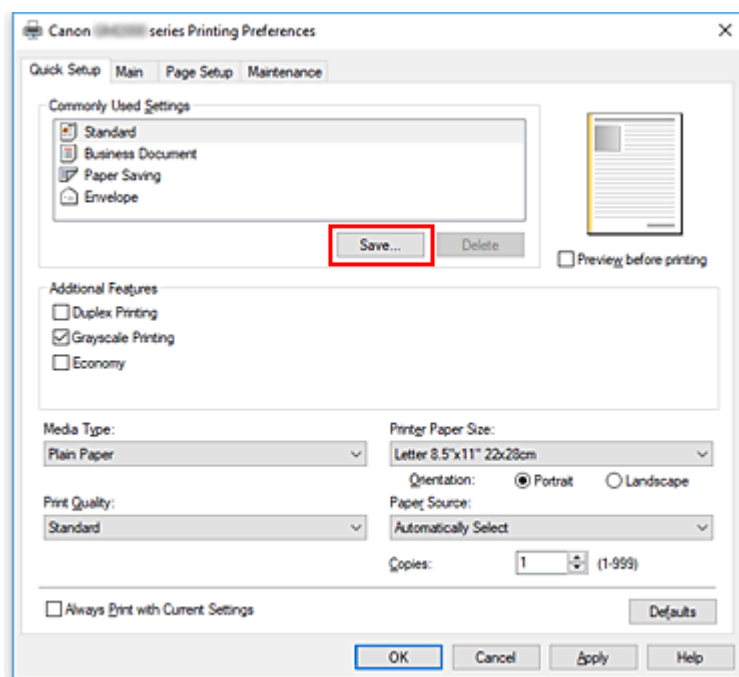 Canon series Printing Preferences
Quick Setup Main Page Setup Maintenance
Commonly Used Settings
Standard
Business Document
Paper Saving
Envelope
Save... Delete
Preview before printing
Additional Features
Duplex Printing
Grayscale Printing
Economy
Media Type: Printer Paper Size:
Plain Paper Letter 8.5"x11" 22x28cm
Orientation: Portrait Landscape
Print Quality: Paper Source:
Standard Automatically Select
Copies: 1 (1-999)
Always Print with Current Settings Defaults
OK Cancel Apply Help